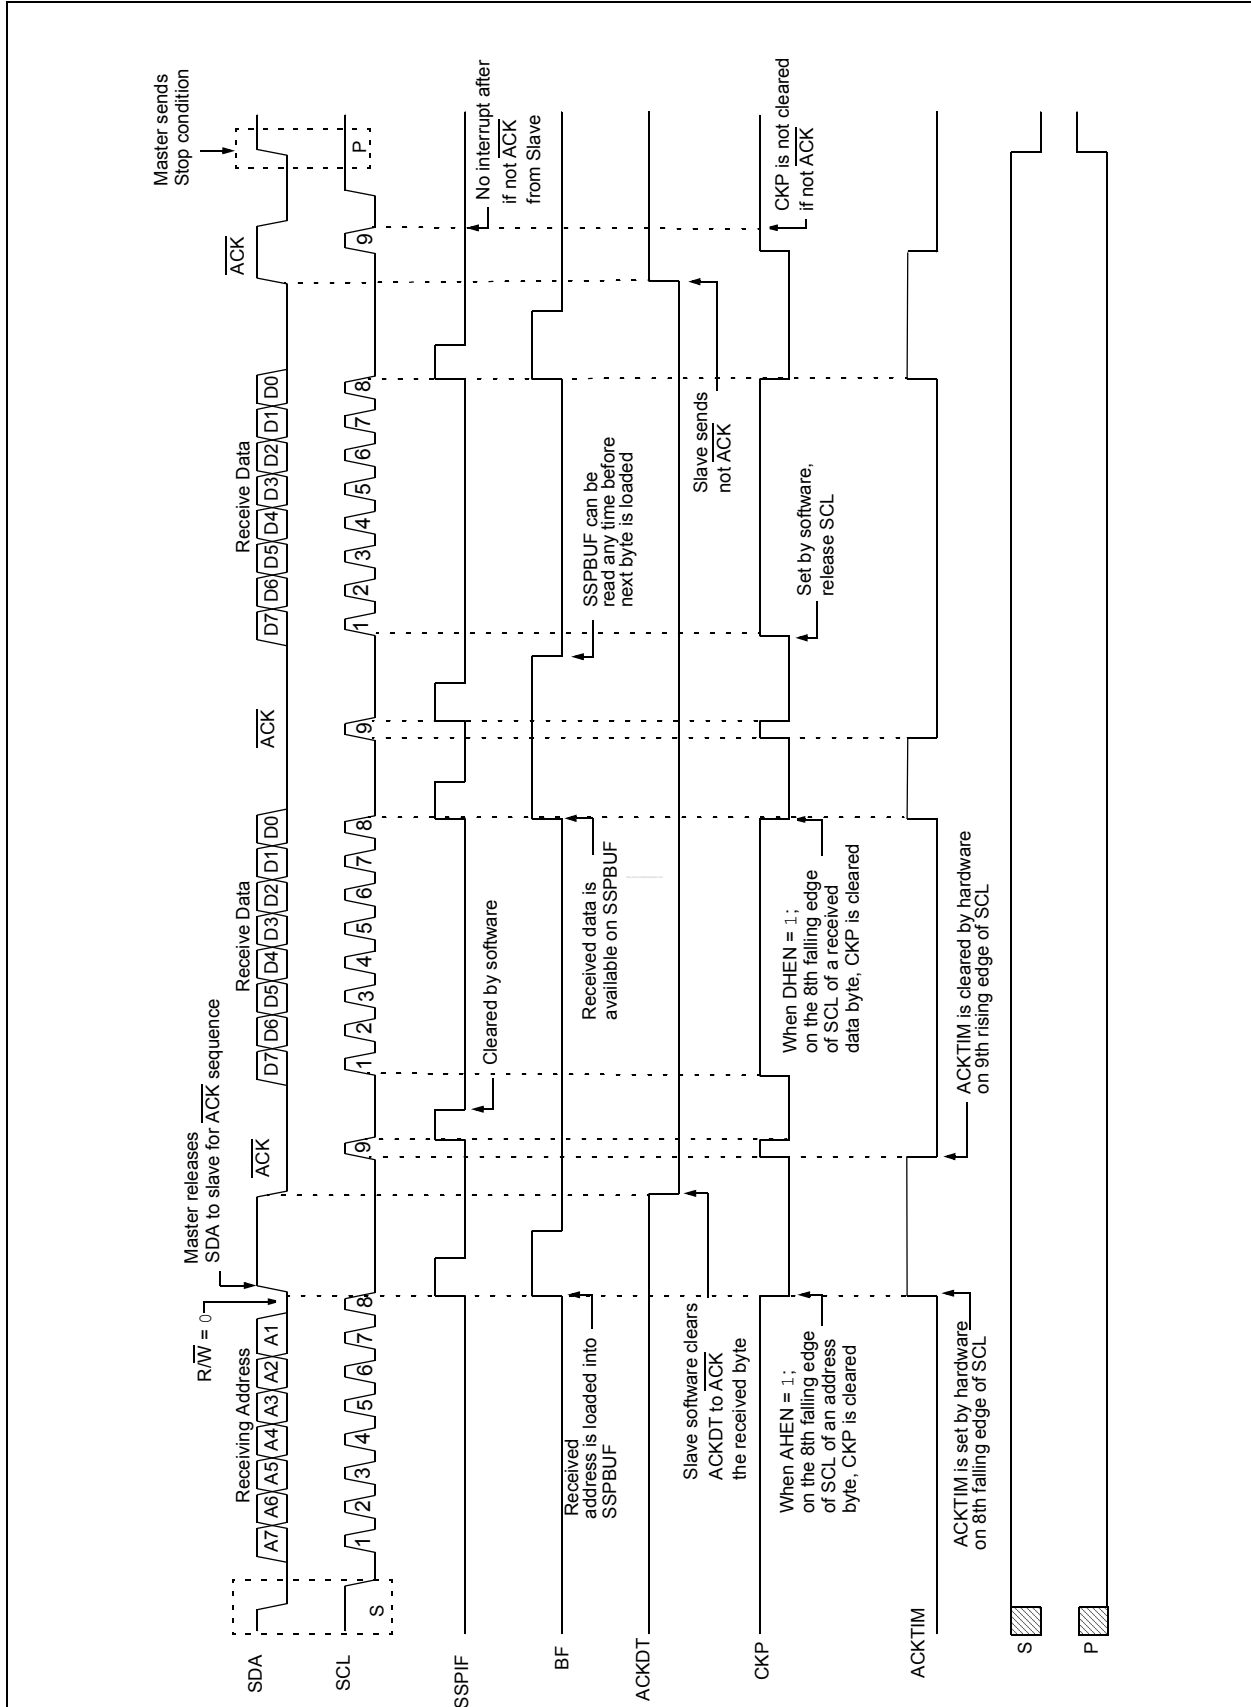 Master sends
Stop condition
Master releases
SDA to slave for ACK sequence
R/W = 0
Receiving Address
ACK
Receive Data
ACK
Receive Data
ACK
SDA
A7 A6 A5 A4 A3 A2 A1
D7 D6 D5 D4 D3 D2 D1 D0
D7 D6 D5 D4 D3 D2 D1 D0
SCL
S
1 2 3 4 5 6 7 8 9
1 2 3 4 5 6 7 8 9
1 2 3 4 5 6 7 8 9
P
SSPIF
Cleared by software
No interrupt after
if not ACK
from Slave
BF
Received
address is loaded into
SSPBUF
Received data is
available on SSPBUF
SSPBUF can be
read any time before
next byte is loaded
ACKDT
Slave software clears
ACKDT to ACK
the received byte
Slave sends
not ACK
CKP
When AHEN = 1;
on the 8th falling edge
of SCL of an address
byte, CKP is cleared
When DHEN = 1;
on the 8th falling edge
of SCL of a received
data byte, CKP is cleared
Set by software,
release SCL
CKP is not cleared
if not ACK
ACKTIM
ACKTIM is set by hardware
on 8th falling edge of SCL
ACKTIM is cleared by hardware
on 9th rising edge of SCL
S
P